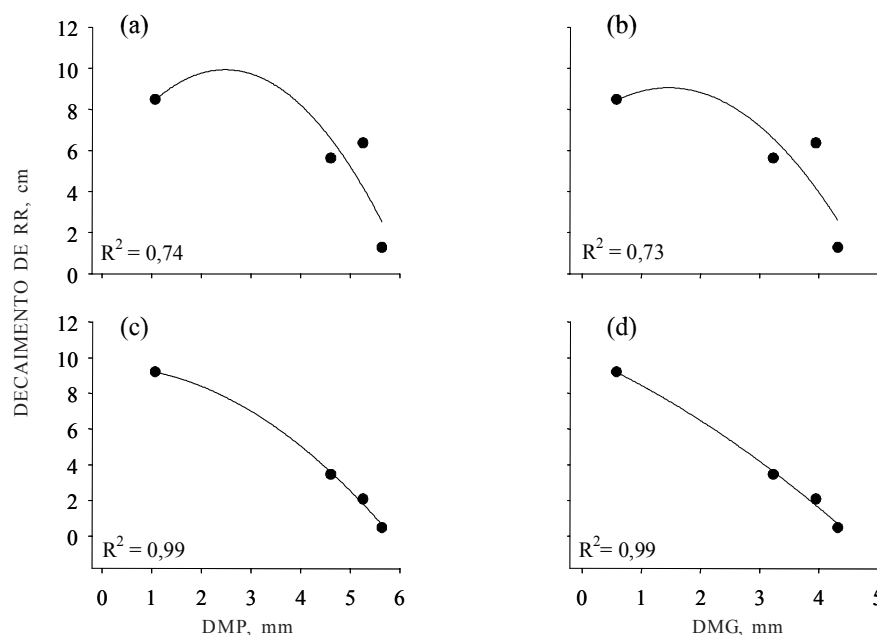 (a) (b)
12
10
8
6
4
2
0
R² = 0,74 R² = 0,73
DECAIMENTO DE RR, cm
(c) (d)
12
10
8
6
4
2
0
R² = 0,99 R²= 0,99
0 1 2 3 4 5 6 0 1 2 3 4 5
DMP, mm DMG, mm